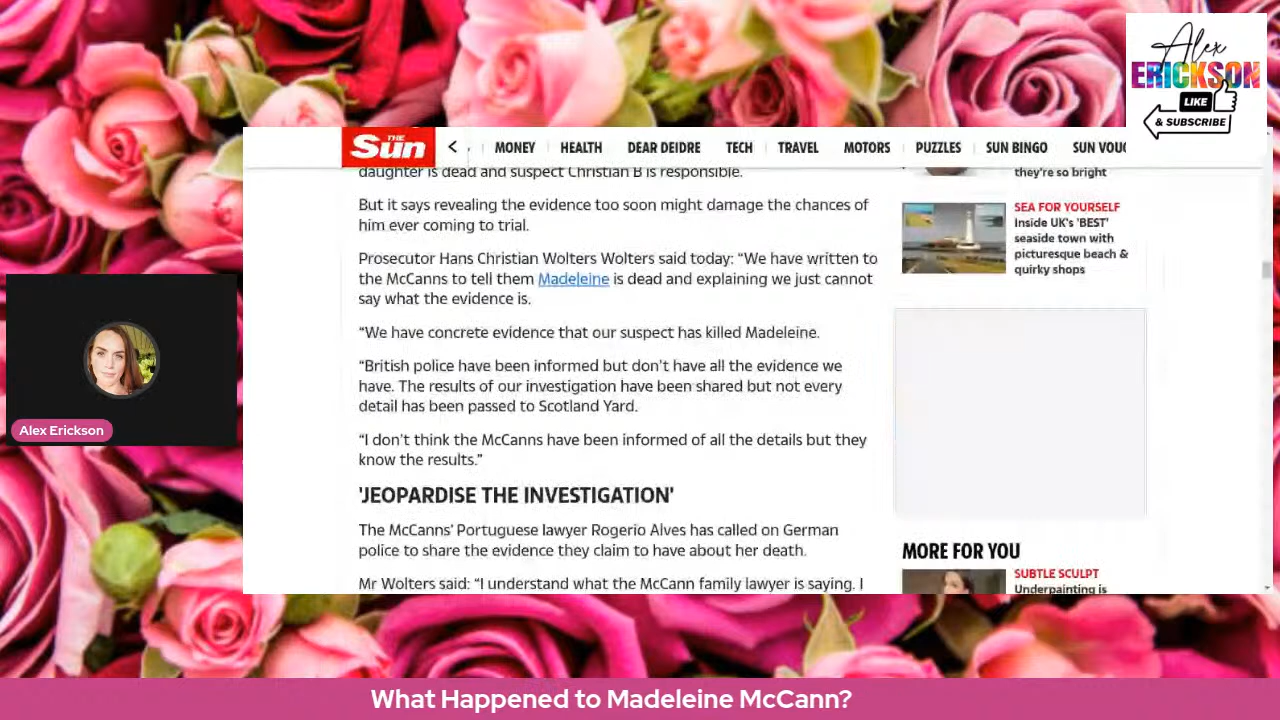 Alex
ERICKSON
LIKE
& SUBSCRIBE
THE
Sun
MONEY
HEALTH
DEAR DEIDRE
TECH
TRAVEL
MOTORS
PUZZLES
SUN BINGO
SUN VOUC
daughter is dead and suspect Christian B is responsible.
But it says revealing the evidence too soon might damage the chances of
him ever coming to trial.
Prosecutor Hans Christian Wolters Wolters said today: “We have written to
the McCanns to tell them Madeleine is dead and explaining we just cannot
say what the evidence is.
“We have concrete evidence that our suspect has killed Madeleine.
“British police have been informed but don’t have all the evidence we
have. The results of our investigation have been shared but not every
detail has been passed to Scotland Yard.
“I don’t think the McCanns have been informed of all the details but they
know the results.”
'JEOPARDISE THE INVESTIGATION'
The McCanns’ Portuguese lawyer Rogerio Alves has called on German
police to share the evidence they claim to have about her death.
Mr Wolters said: “I understand what the McCann family lawyer is saying. I
they’re so bright
SEA FOR YOURSELF
Inside UK's 'BEST'
seaside town with
picturesque beach &
quirky shops
MORE FOR YOU
SUBTLE SCULPT
Underpainting is
Alex Erickson
What Happened to Madeleine McCann?